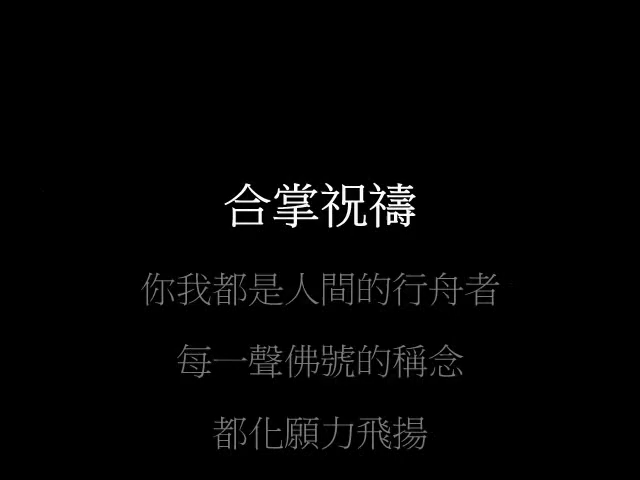 合掌祝禱
你我都是人間的行舟者
每一聲佛號的稱念
都化願力飛揚